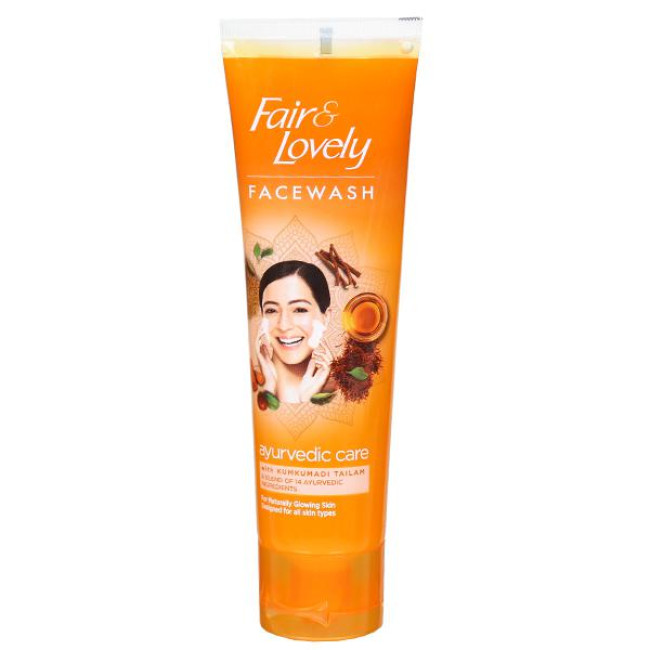 Fair &
Lovely
FACEWASH
ayurvedic care
WITH KUMKUMADI TAILAM
A BLEND OF 14 AYURVEDIC
INGREDIENTS
For Naturally Glowing Skin
Designed for all skin types